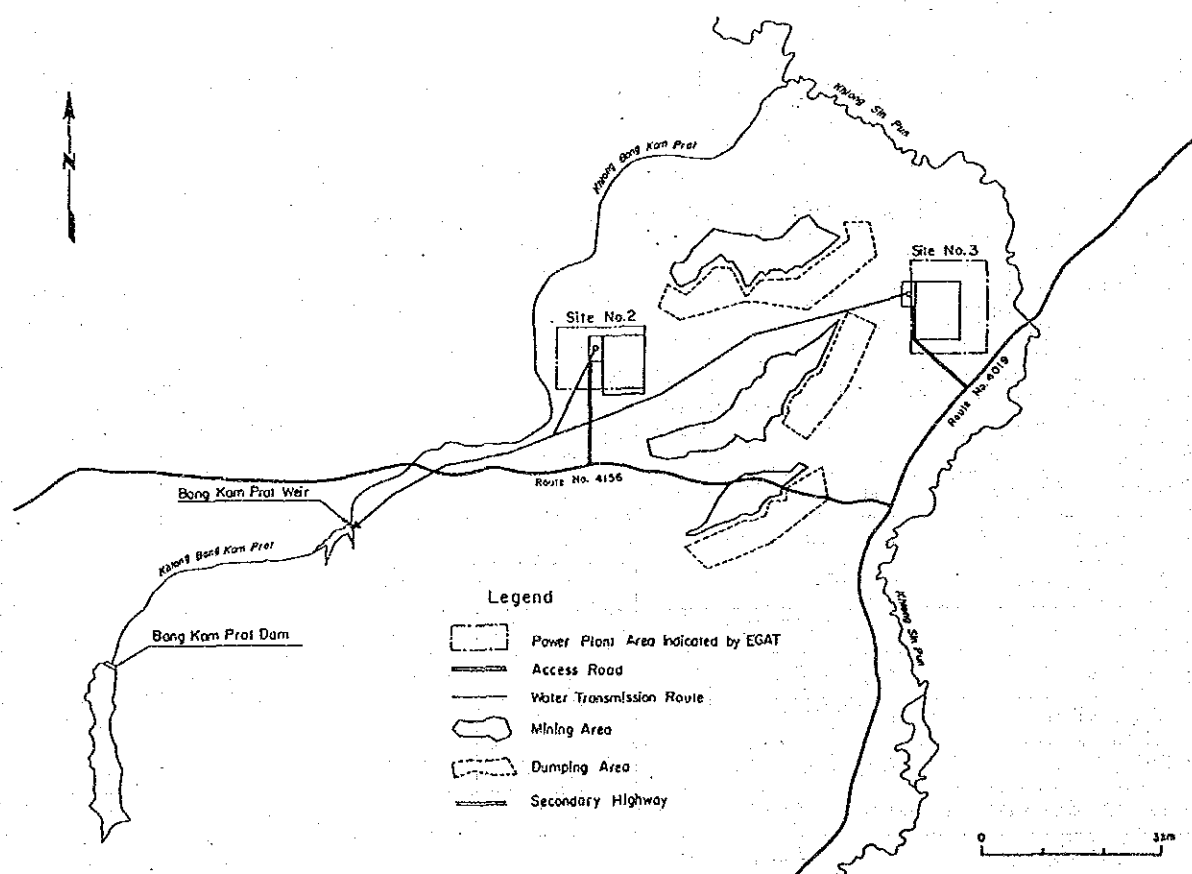 Khlong Sin Pun
Khlong Bang Kam Prat
N
Site No.3
Site No.2
Route No. 4019
Route No. 4156
Bang Kam Prat Weir
Khlong Bang Kam Prat
Khlong Sin Pun
Bang Kam Prat Dam
Legend
Power Plant Area Indicated by EGAT
Access Road
Water Transmission Route
Mining Area
Dumping Area
Secondary Highway
0 3km